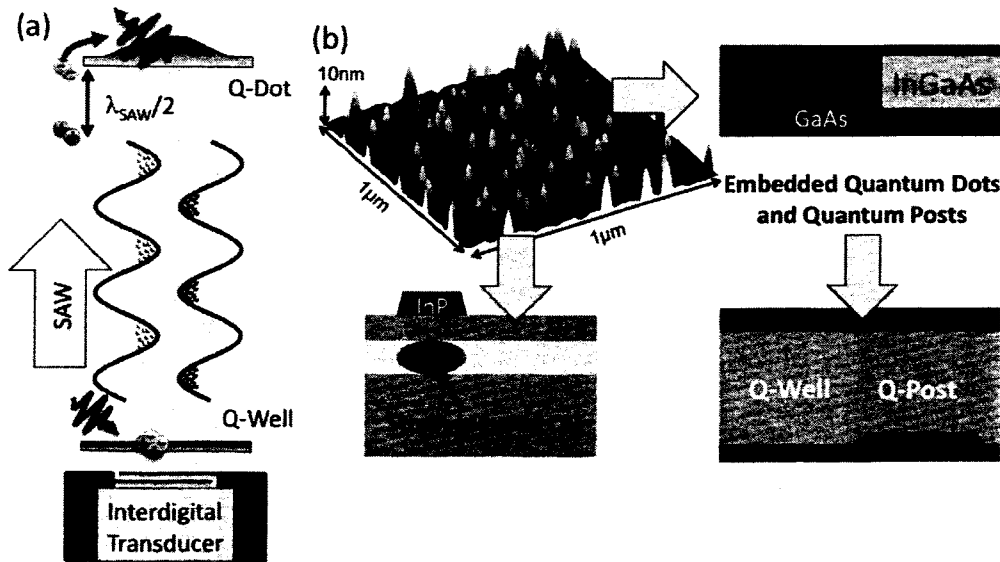 (a)
Q-Dot
λSAW/2
SAW
Q-Well
Interdigital
Transducer
(b)
10nm
1µm
1µm
InP
GaAs
InGaAs
Embedded Quantum Dots
and Quantum Posts
Q-Well
Q-Post